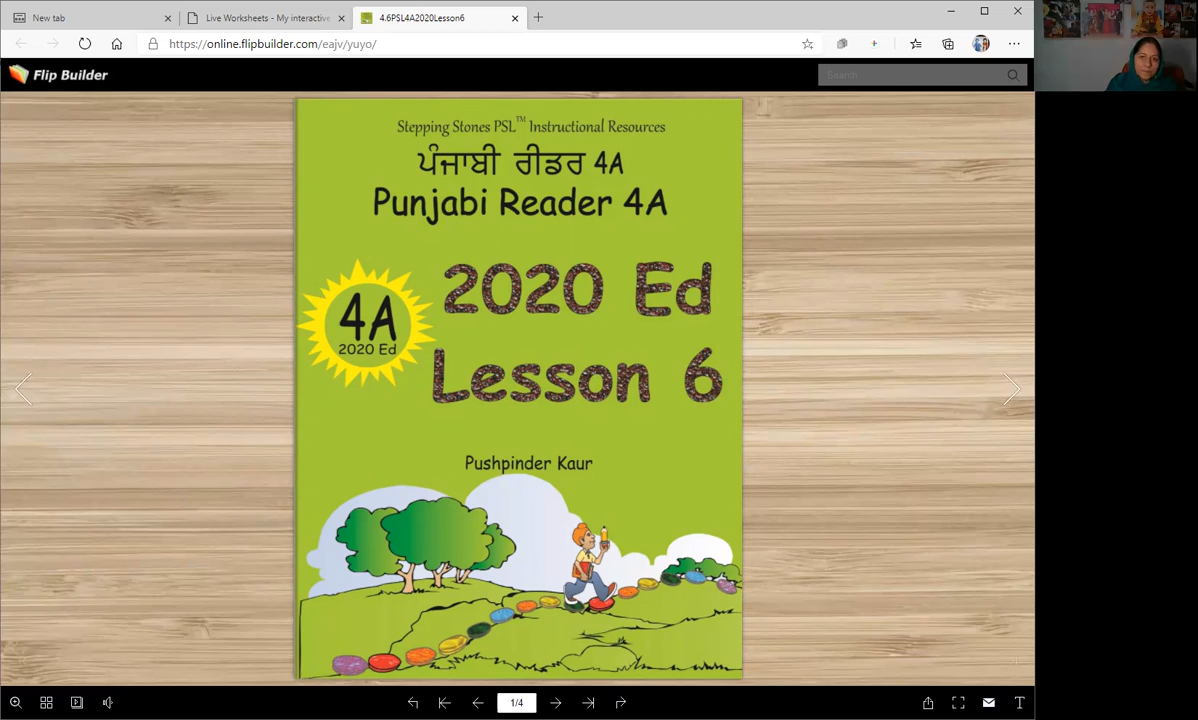 New tab
Live Worksheets - My interactive
4.6PSL4A2020Lesson6
https://online.flipbuilder.com/eajv/yuyo/
Flip Builder
Search
Stepping Stones PSL™ Instructional Resources
ਪੰਜਾਬੀ ਰੀਡਰ 4A
Punjabi Reader 4A
2020 Ed
4A
2020 Ed
Lesson 6
Pushpinder Kaur
1/4